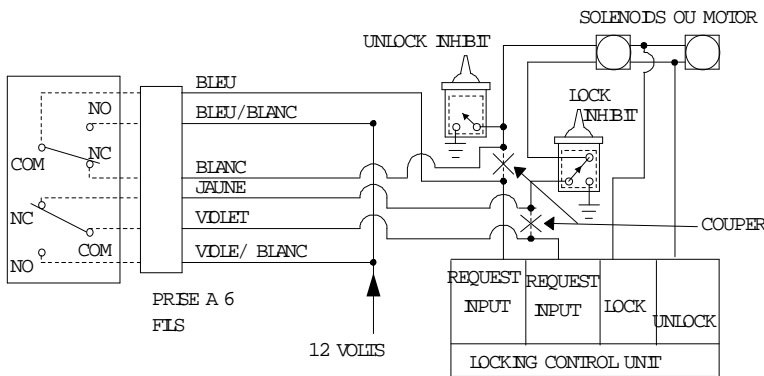 SOLENOIDS OU MOTOR
UNLOCK INHIBIT
LOCK
INHIBIT
BLEU
BLEU/BLANC
NO
NC
COM
BLANC
JAUNE
NC
VIOLET
COM
NO
VIOLE/ BLANC
COUPER
PRISE A 6
FILS
12 VOLTS
REQUEST
INPUT
REQUEST
INPUT
LOCK
UNLOCK
LOCKING CONTROL UNIT